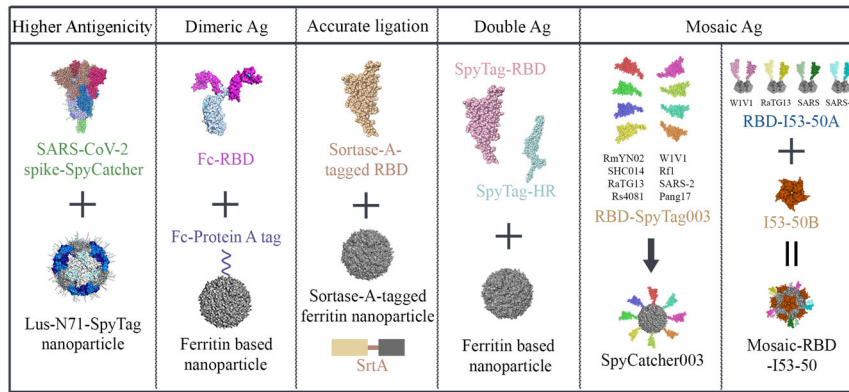 Higher Antigenicity
Dimeric Ag
Accurate ligation
Double Ag
Mosaic Ag
SARS-CoV-2
spike-SpyCatcher
Lus-N71-SpyTag
nanoparticle
Fc-RBD
Fc-Protein A tag
Ferritin based
nanoparticle
Sortase-A-
tagged RBD
Sortase-A-tagged
ferritin nanoparticle
SrtA
SpyTag-RBD
SpyTag-HR
Ferritin based
nanoparticle
RmYN02 W1V1
SHC014 Rf1
RaTG13 SARS-2
Rs4081 Pang17
RBD-SpyTag003
SpyCatcher003
W1V1 RaTG13 SARS SARS-
RBD-I53-50A
I53-50B
Mosaic-RBD
-I53-50